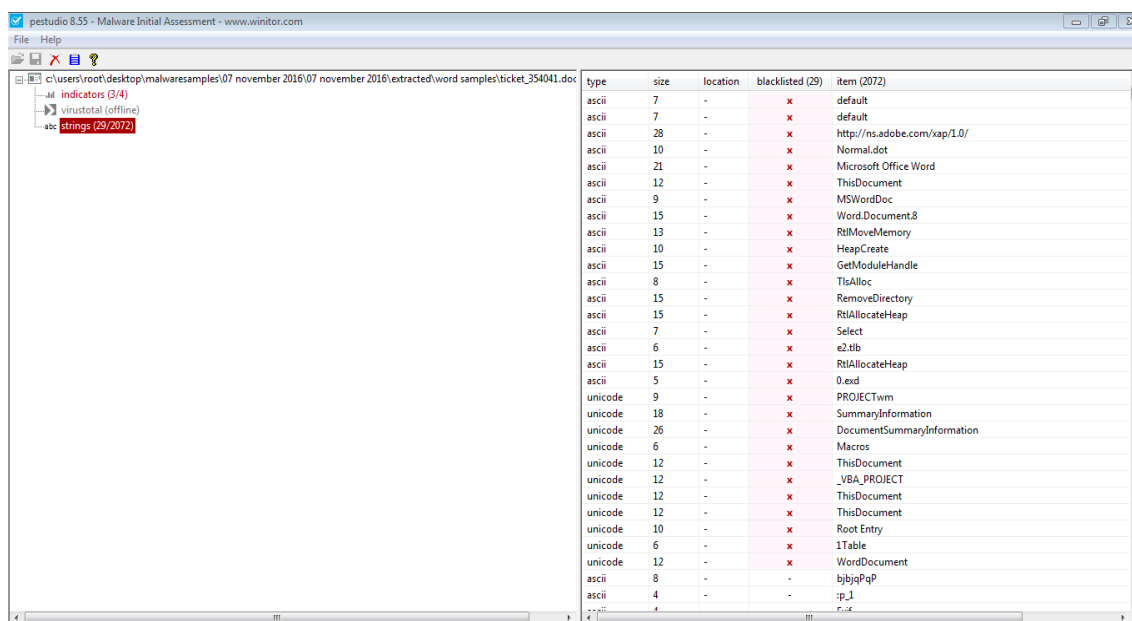 pestudio 8.55 - Malware Initial Assessment - www.winitor.com
File Help
c:\users\root\desktop\malwaresamples\07 november 2016\07 november 2016\extracted\word samples\ticket_354041.doc
indicators (3/4)
virustotal (offline)
abc strings (29/2072)
type size location blacklisted (29) item (2072)
ascii 7 - x default
ascii 7 - x default
ascii 28 - x http://ns.adobe.com/xap/1.0/
ascii 10 - x Normal.dot
ascii 21 - x Microsoft Office Word
ascii 12 - x ThisDocument
ascii 9 - x MSWordDoc
ascii 15 - x Word.Document.8
ascii 13 - x RtlMoveMemory
ascii 10 - x HeapCreate
ascii 15 - x GetModuleHandle
ascii 8 - x TlsAlloc
ascii 15 - x RemoveDirectory
ascii 15 - x RtlAllocateHeap
ascii 7 - x Select
ascii 6 - x e2.tlb
ascii 15 - x RtlAllocateHeap
ascii 5 - x 0.exd
unicode 9 - x PROJECTwm
unicode 18 - x SummaryInformation
unicode 26 - x DocumentSummaryInformation
unicode 6 - x Macros
unicode 12 - x ThisDocument
unicode 12 - x _VBA_PROJECT
unicode 12 - x ThisDocument
unicode 12 - x ThisDocument
unicode 10 - x Root Entry
unicode 6 - x 1Table
unicode 12 - x WordDocument
ascii 8 - - bjbjqPqP
ascii 4 - - :p_1